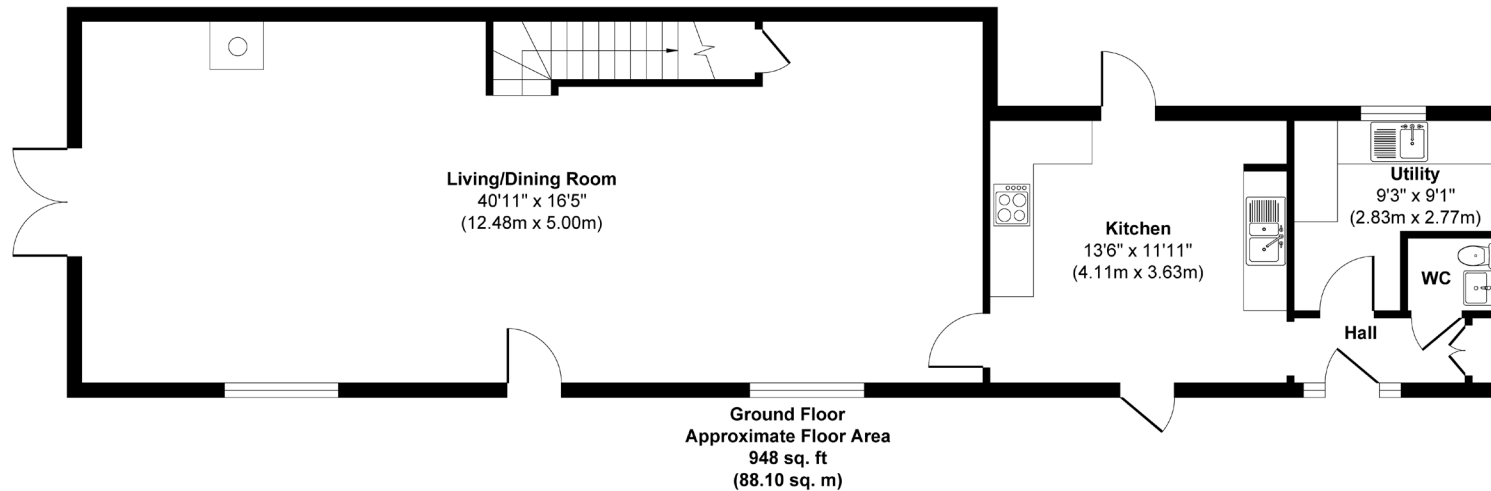 Living/Dining Room
40'11" x 16'5"
(12.48m x 5.00m)
Kitchen
13'6" x 11'11"
(4.11m x 3.63m)
Utility
9'3" x 9'1"
(2.83m x 2.77m)
WC
Hall
Ground Floor
Approximate Floor Area
948 sq. ft
(88.10 sq. m)